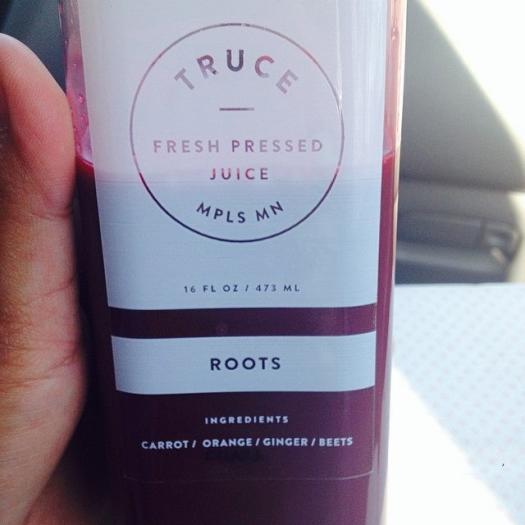 TRUCE
FRESH PRESSED
JUICE
MPLS MN
16 FL OZ / 473 ML
ROOTS
INGREDIENTS
CARROT / ORANGE / GINGER / BEETS